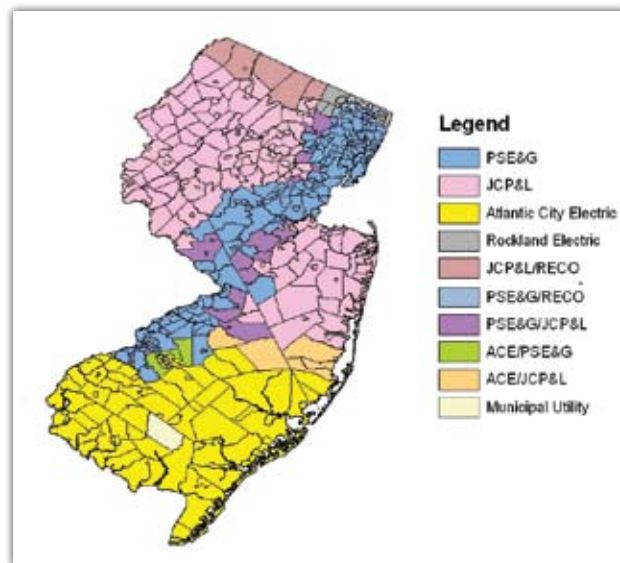 Legend
PSE&G
JCP&L
Atlantic City Electric
Rockland Electric
JCP&L/RECO
PSE&G/RECO
PSE&G/JCP&L
ACE/PSE&G
ACE/JCP&L
Municipal Utility